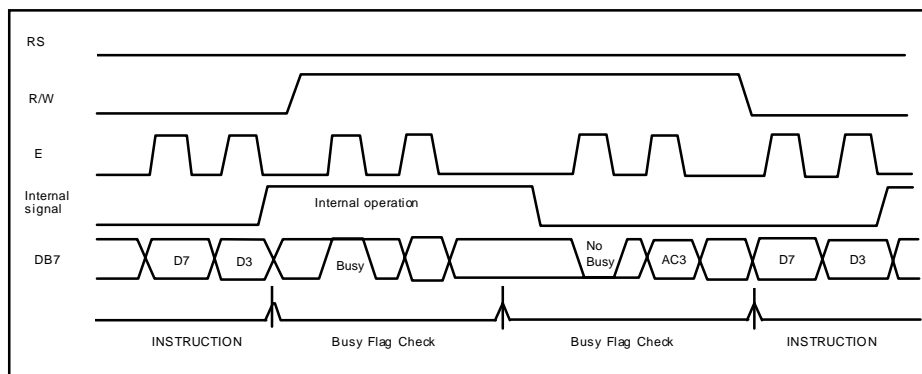 RS
R/W
E
Internal
signal
Internal operation
DB7
D7
D3
Busy
No
Busy
AC3
D7
D3
INSTRUCTION
Busy Flag Check
Busy Flag Check
INSTRUCTION